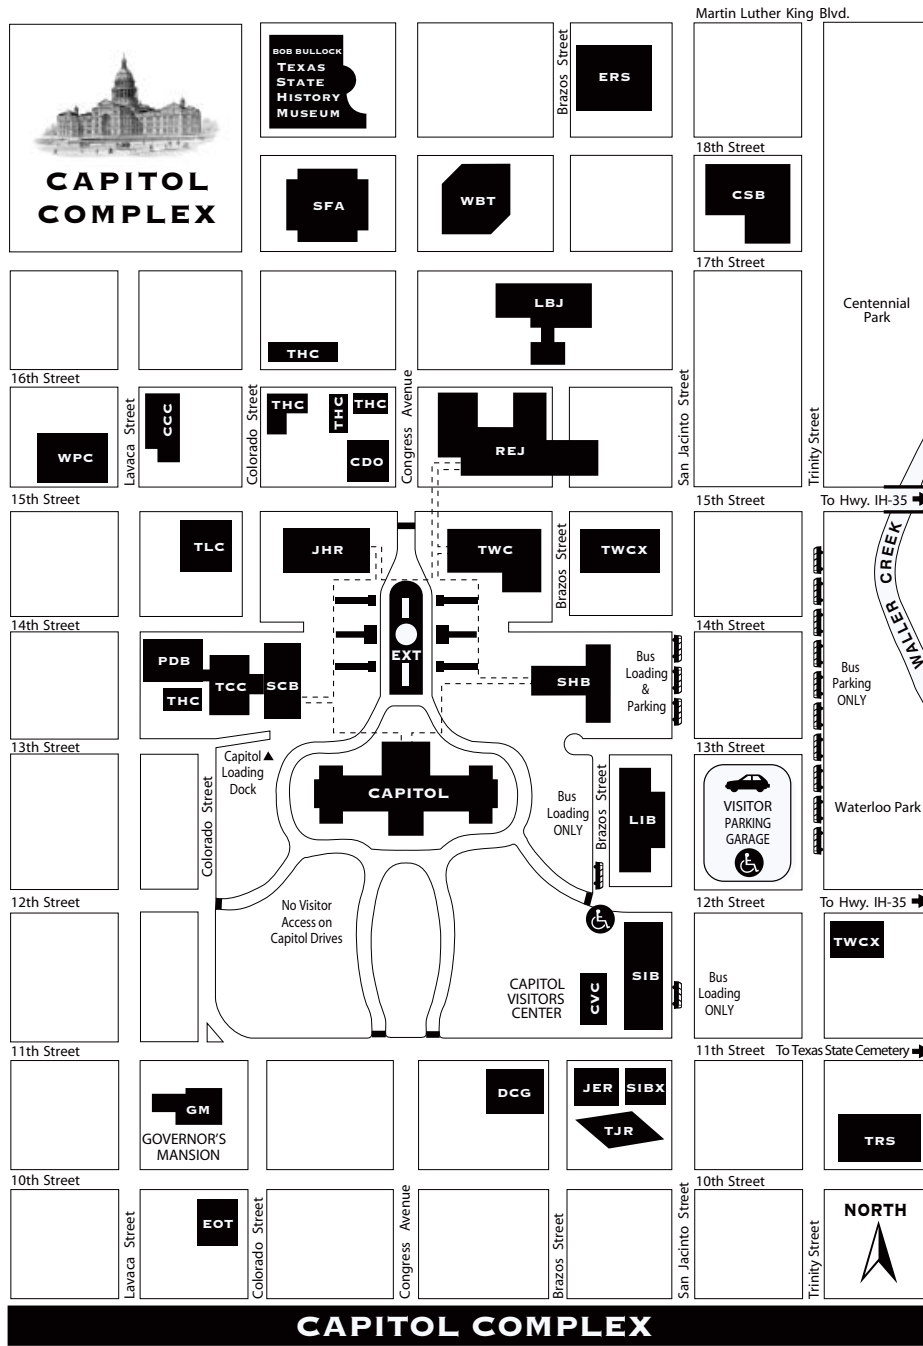 Martin Luther King Blvd.
CAPITOL
COMPLEX
BOB BULLOCK
TEXAS
STATE
HISTORY
MUSEUM
Brazos Street
ERS
18th Street
SFA
WBT
CSB
17th Street
LBJ
Centennial
Park
THC
16th Street
Lavaca Street
Colorado Street
Congress Avenue
San Jacinto Street
Trinity Street
WPC
CCC
THC
THC
THC
CDO
REJ
15th Street
15th Street
To Hwy. IH-35
TLC
JHR
TWC
Brazos Street
TWCX
WALLER CREEK
14th Street
14th Street
PDB
THC
TCC
SCB
EXT
SHB
Bus
Loading
&
Parking
Bus
Parking
ONLY
13th Street
13th Street
Capitol
Loading
Dock
Colorado Street
CAPITOL
Bus
Loading
ONLY
Brazos Street
LIB
VISITOR
PARKING
GARAGE
Waterloo Park
12th Street
12th Street
To Hwy. IH-35
No Visitor
Access on
Capitol Drives
CAPITOL
VISITORS
CENTER
CVC
SIB
Bus
Loading
ONLY
TWCX
11th Street
11th Street
To Texas State Cemetery
GM
GOVERNOR'S
MANSION
DCG
JER
SIBX
TJR
TRS
10th Street
10th Street
Lavaca Street
EOT
Colorado Street
Congress Avenue
Brazos Street
San Jacinto Street
Trinity Street
NORTH
CAPITOL COMPLEX